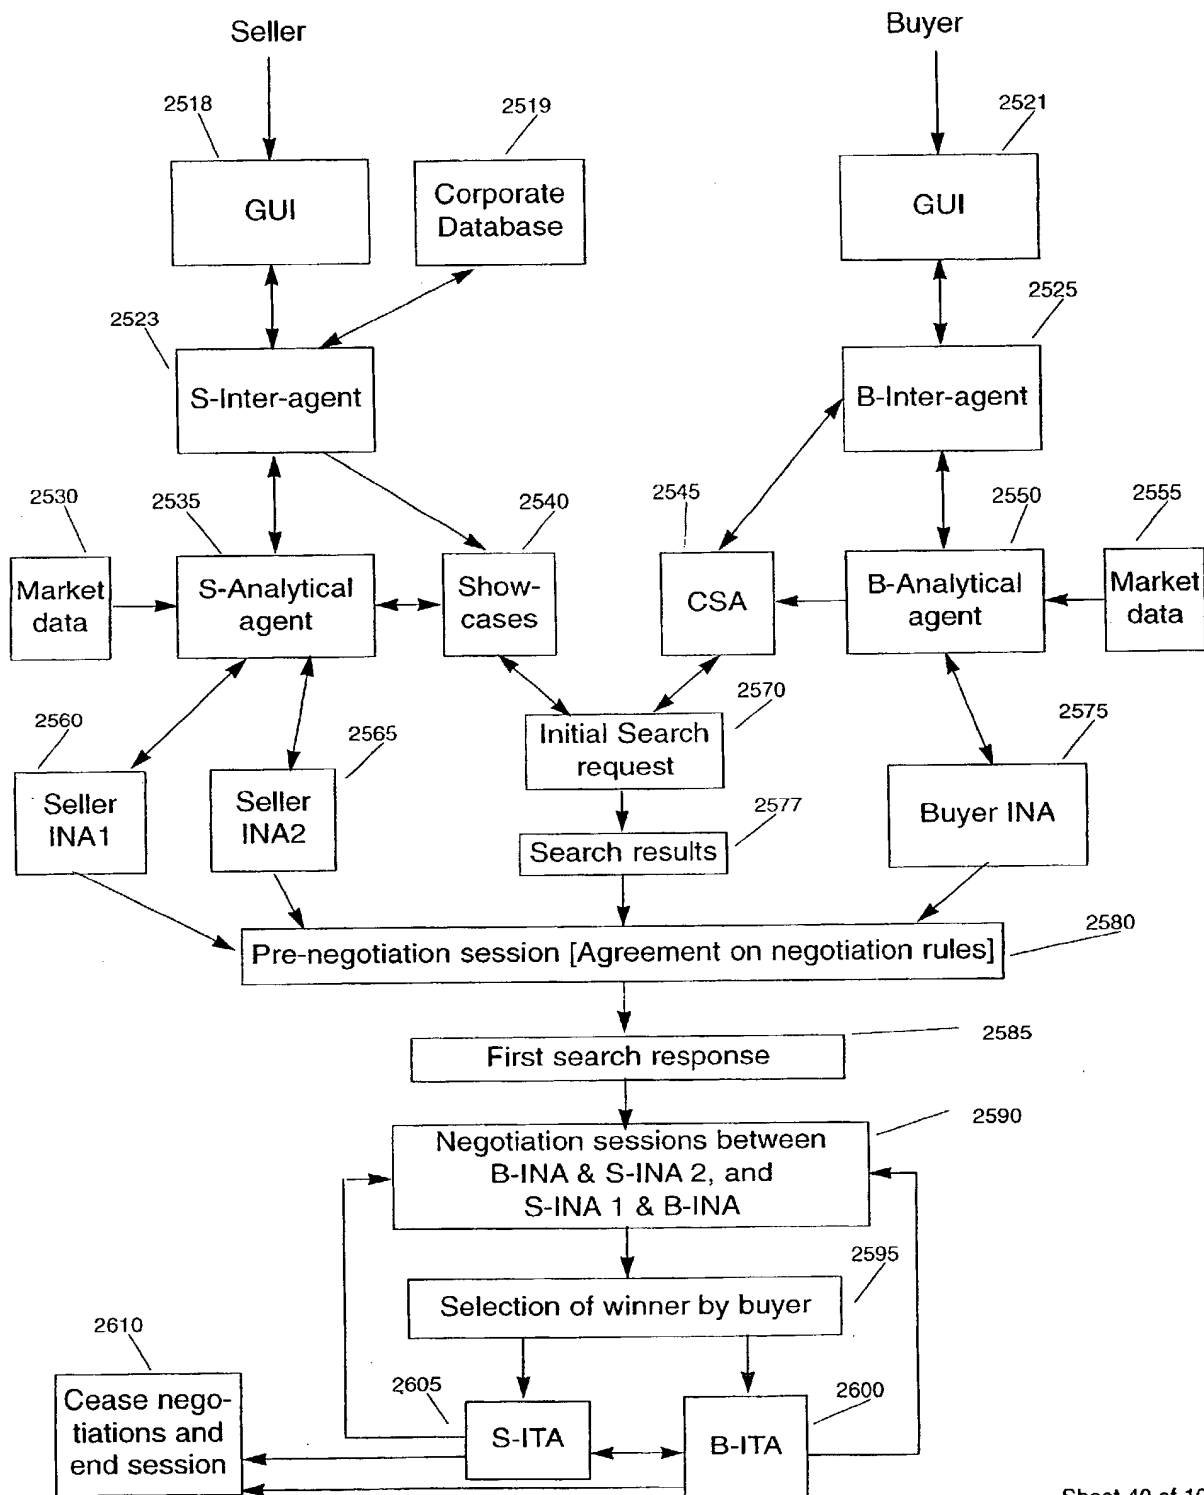 Seller
Buyer
2518
2519
2521
GUI
Corporate
Database
GUI
2523
2525
S-Inter-agent
B-Inter-agent
2530
2535
2540
2545
2550
2555
Market
data
S-Analytical
agent
Show-
cases
CSA
B-Analytical
agent
Market
data
2560
2565
2570
2575
Initial Search
request
Seller
INA1
Seller
INA2
2577
Buyer INA
Search results
2580
Pre-negotiation session [Agreement on negotiation rules]
2585
First search response
2590
Negotiation sessions between
B-INA & S-INA 2, and
S-INA 1 & B-INA
2595
Selection of winner by buyer
2610
2605
2600
Cease nego-
tiations and
end session
S-ITA
B-ITA